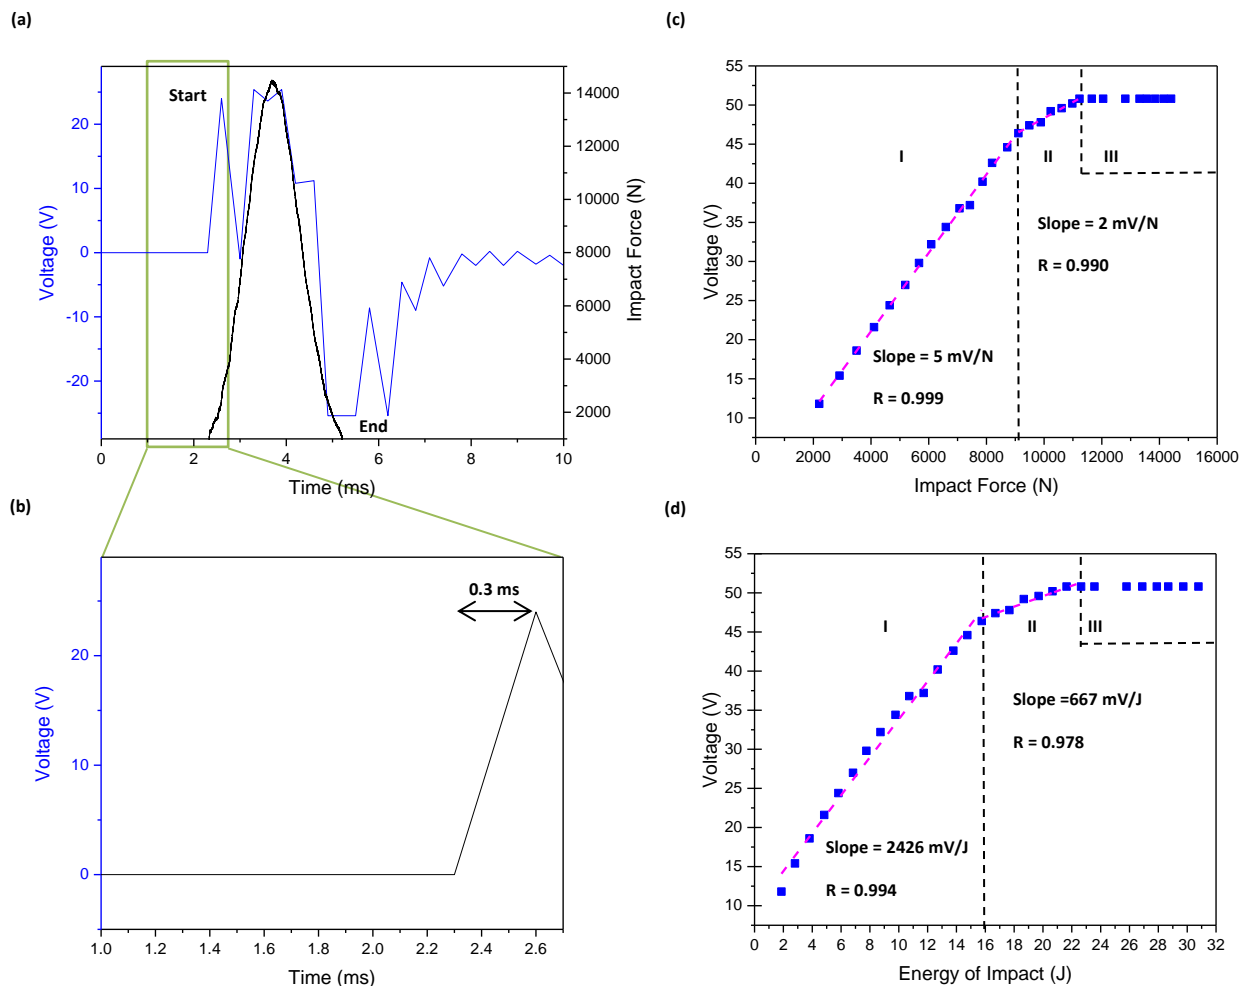 (a)
Start
End
20
10
0
-10
-20
Voltage (V)
14000
12000
10000
8000
6000
4000
2000
Impact Force (N)
0 2 4 6 8 10
Time (ms)
(b)
0.3 ms
20
10
0
Voltage (V)
1.0 1.2 1.4 1.6 1.8 2.0 2.2 2.4 2.6
Time (ms)
(c)
55
50
45
40
35
30
25
20
15
10
Voltage (V)
I
II
III
Slope = 2 mV/N
R = 0.990
Slope = 5 mV/N
R = 0.999
0 2000 4000 6000 8000 10000 12000 14000 16000
Impact Force (N)
(d)
55
50
45
40
35
30
25
20
15
10
Voltage (V)
I
II
III
Slope =667 mV/J
R = 0.978
Slope = 2426 mV/J
R = 0.994
0 2 4 6 8 10 12 14 16 18 20 22 24 26 28 30 32
Energy of Impact (J)